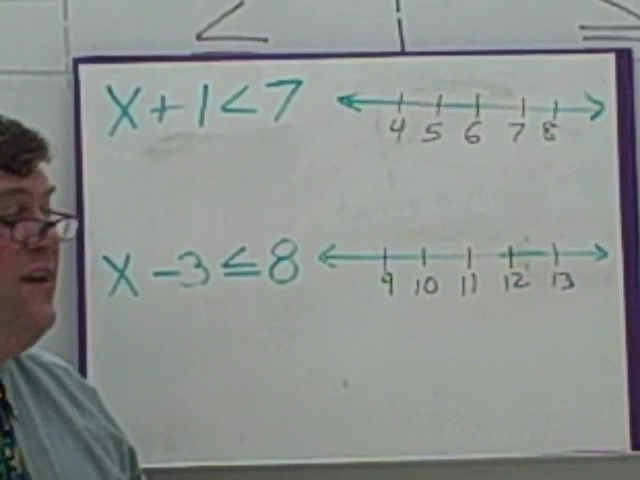 X + 1 < 7
4 5 6 7 8
X - 3 ≤ 8
9 10 11 12 13